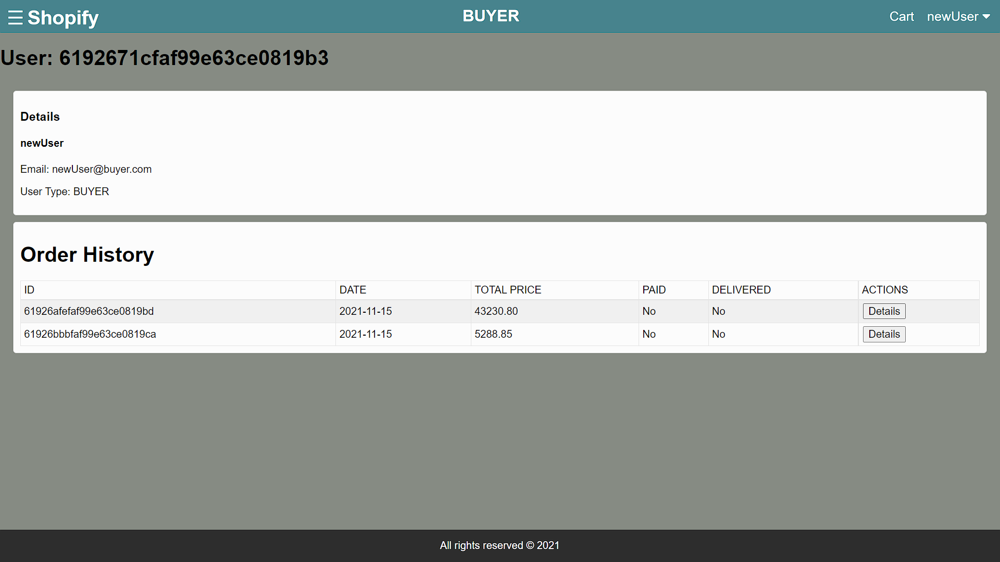 ☰ Shopify BUYER Cart newUser
User: 6192671cfaf99e63ce0819b3
Details
newUser
Email: newUser@buyer.com
User Type: BUYER
Order History
ID DATE TOTAL PRICE PAID DELIVERED ACTIONS
61926afefaf99e63ce0819bd 2021-11-15 43230.80 No No Details
61926bbbfaf99e63ce0819ca 2021-11-15 5288.85 No No Details
All rights reserved © 2021